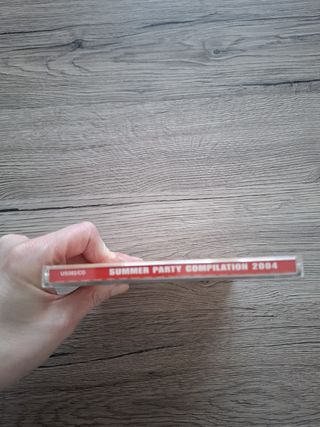 SUMMER PARTY COMPILATION 2004